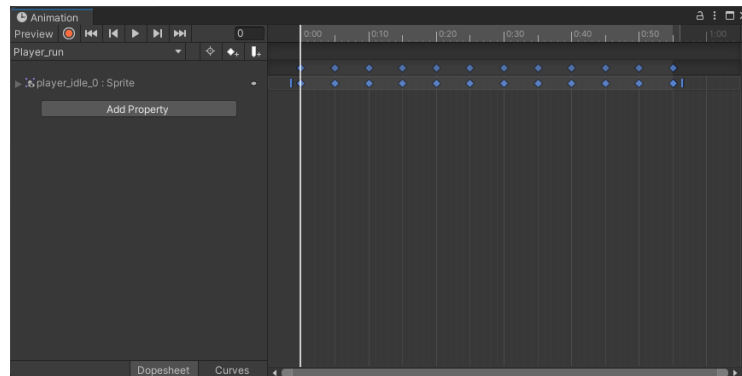 Animation
Preview 0 0:00 0:10 0:20 0:30 0:40 0:50 1:00
Player_run
player_idle_0 : Sprite
Add Property
Dopesheet Curves